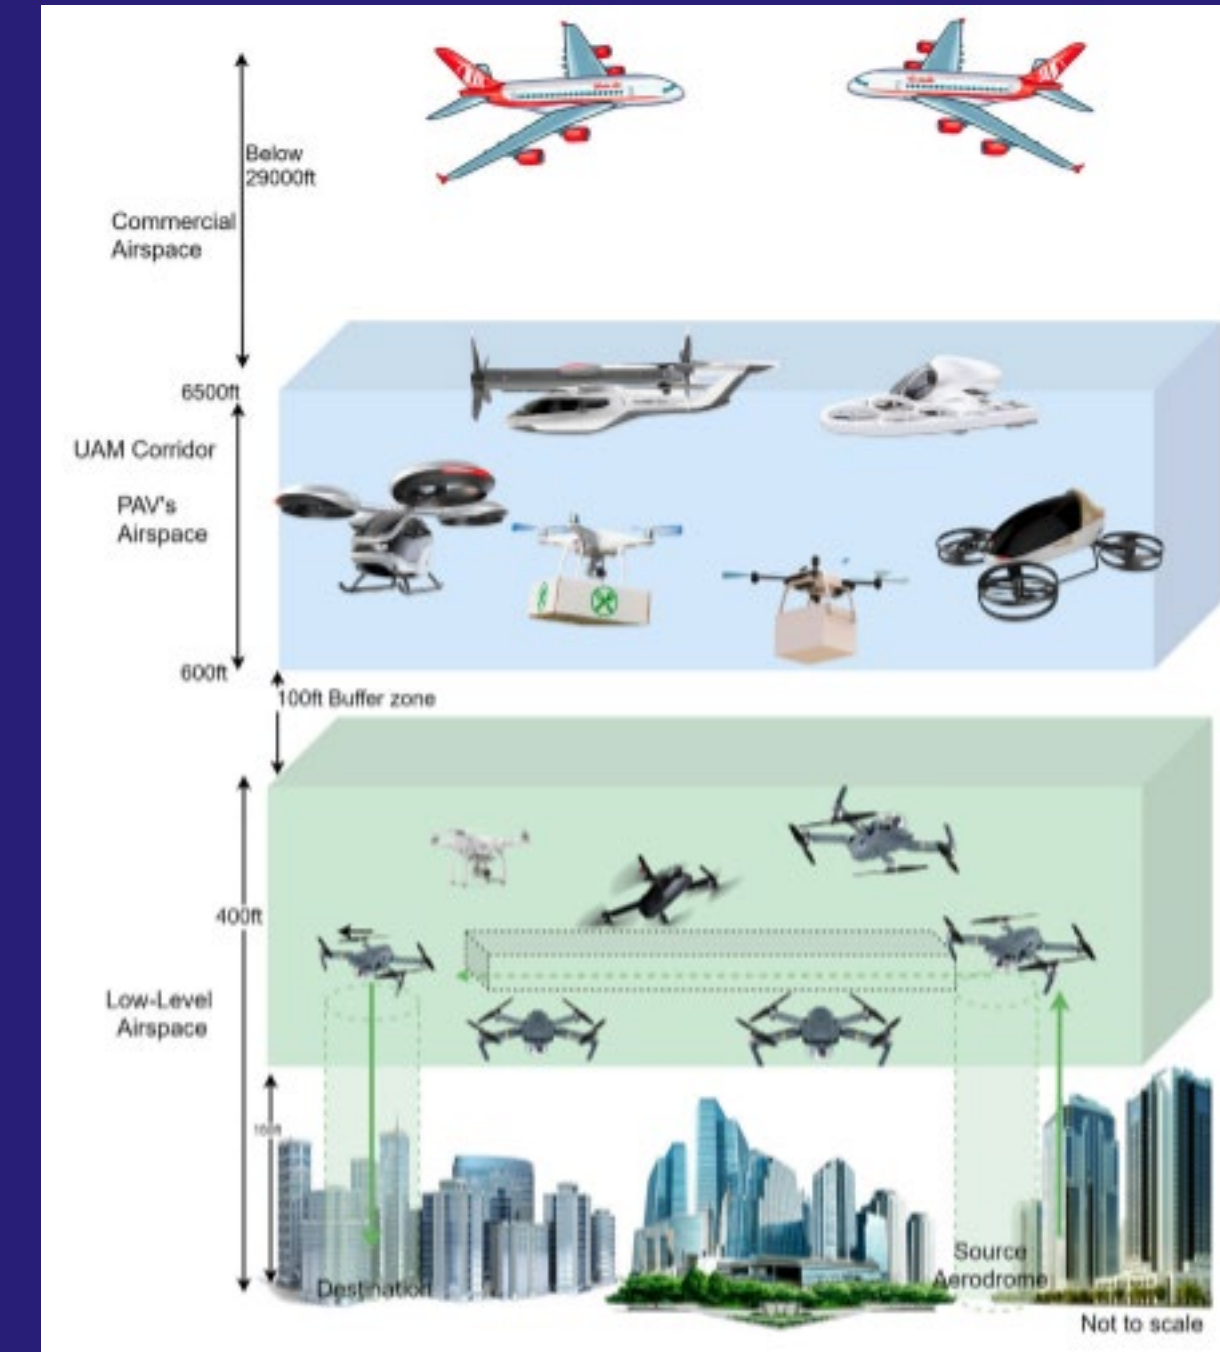 Below
29000ft
Commercial
Airspace
6500ft
UAM Corridor
PAV's
Airspace
600ft
100ft Buffer zone
400ft
Low-Level
Airspace
Source
Aerodrome
Destination
Not to scale